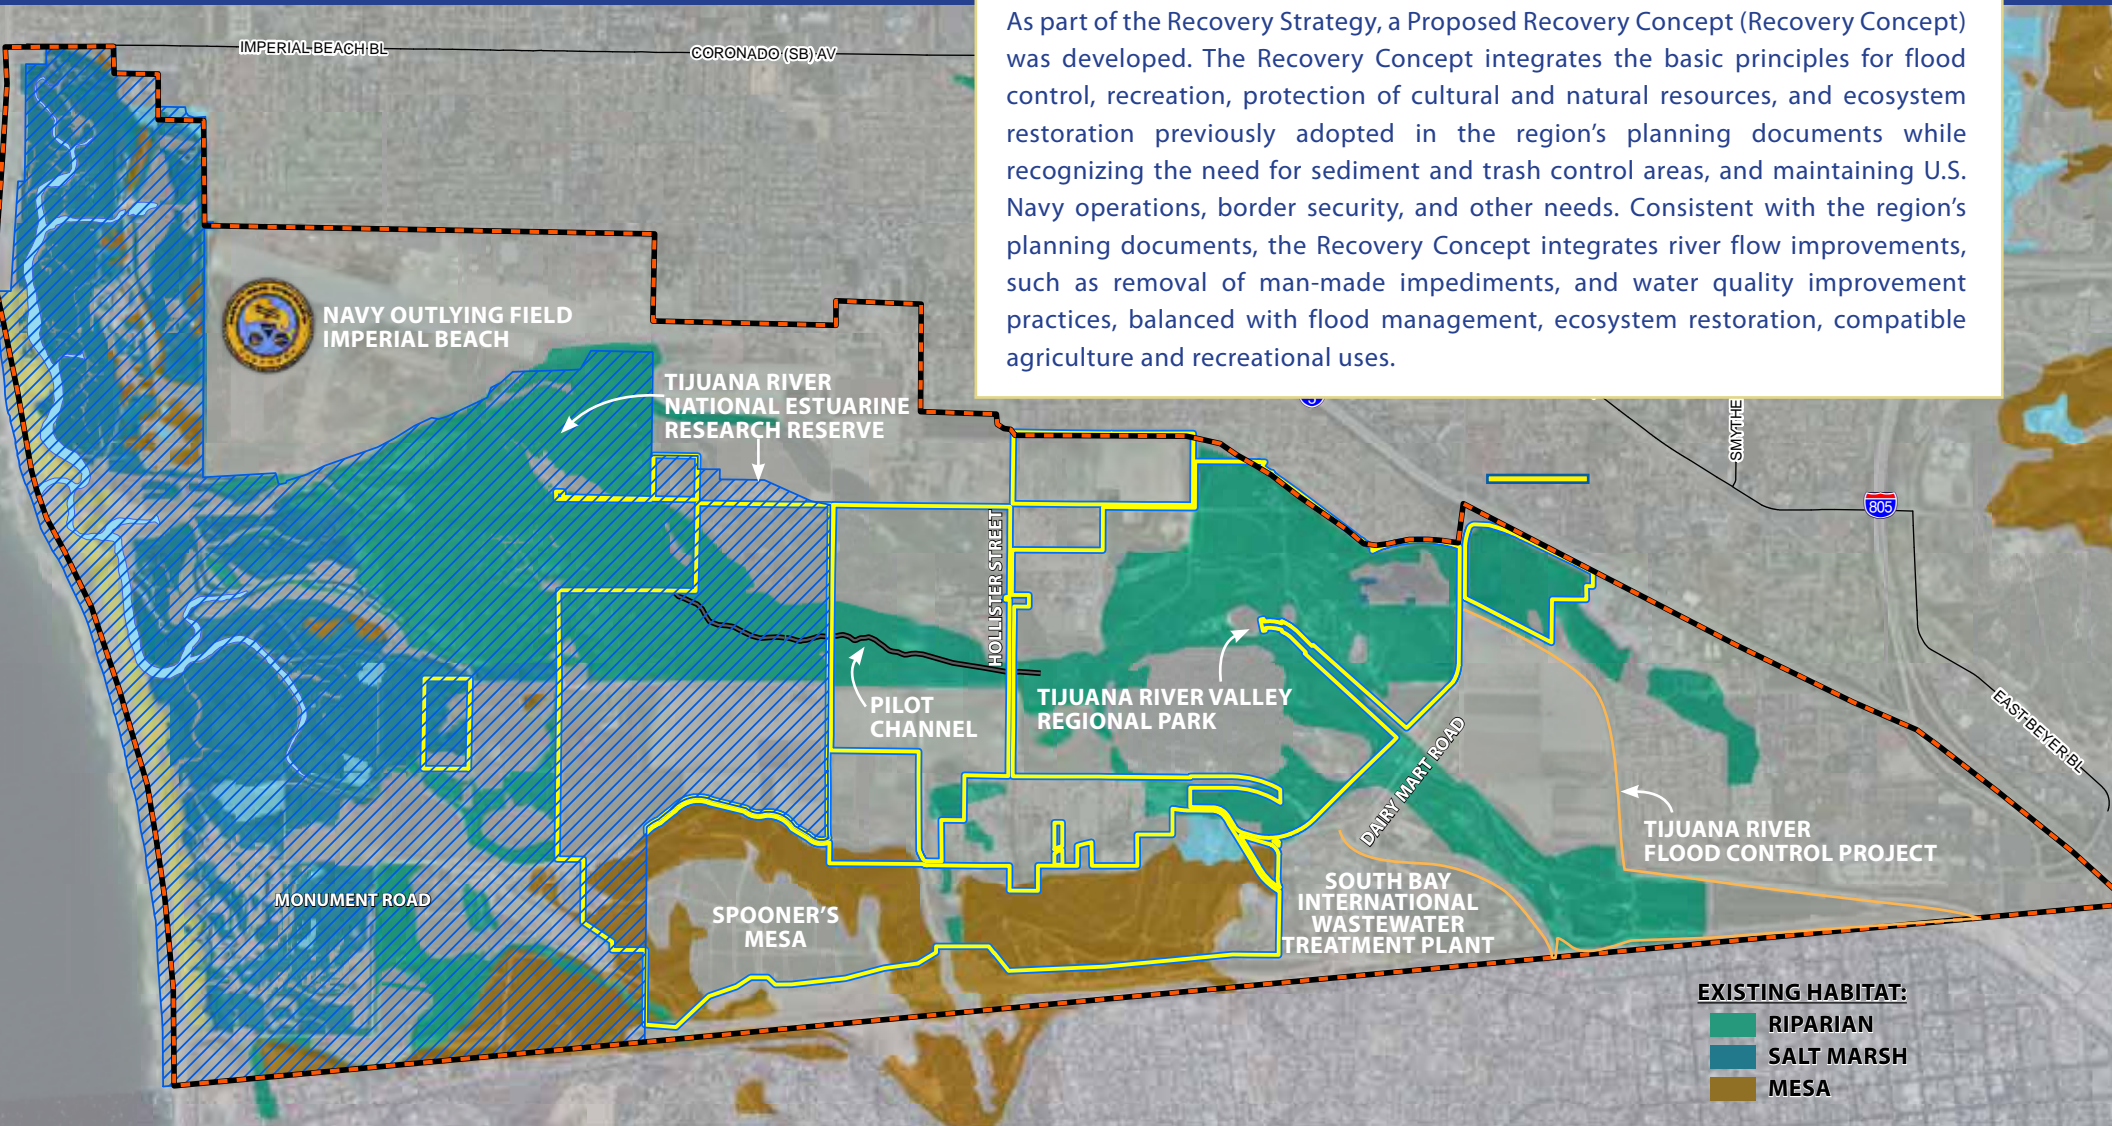 As part of the Recovery Strategy, a Proposed Recovery Concept (Recovery Concept)
was developed. The Recovery Concept integrates the basic principles for flood
control, recreation, protection of cultural and natural resources, and ecosystem
restoration previously adopted in the region's planning documents while
recognizing the need for sediment and trash control areas, and maintaining U.S.
Navy operations, border security, and other needs. Consistent with the region's
planning documents, the Recovery Concept integrates river flow improvements,
such as removal of man-made impediments, and water quality improvement
practices, balanced with flood management, ecosystem restoration, compatible
agriculture and recreational uses.
IMPERIAL BEACH BL
CORONADO (SB) AV
NAVY OUTLYING FIELD
IMPERIAL BEACH
TIJUANA RIVER
NATIONAL ESTUARINE
RESEARCH RESERVE
SMYTHE
805
HOLLISTER STREET
PILOT
CHANNEL
TIJUANA RIVER VALLEY
REGIONAL PARK
DAIRY MART ROAD
EAST BEYER BL
TIJUANA RIVER
FLOOD CONTROL PROJECT
MONUMENT ROAD
SPOONER'S
MESA
SOUTH BAY
INTERNATIONAL
WASTEWATER
TREATMENT PLANT
EXISTING HABITAT:
RIPARIAN
SALT MARSH
MESA